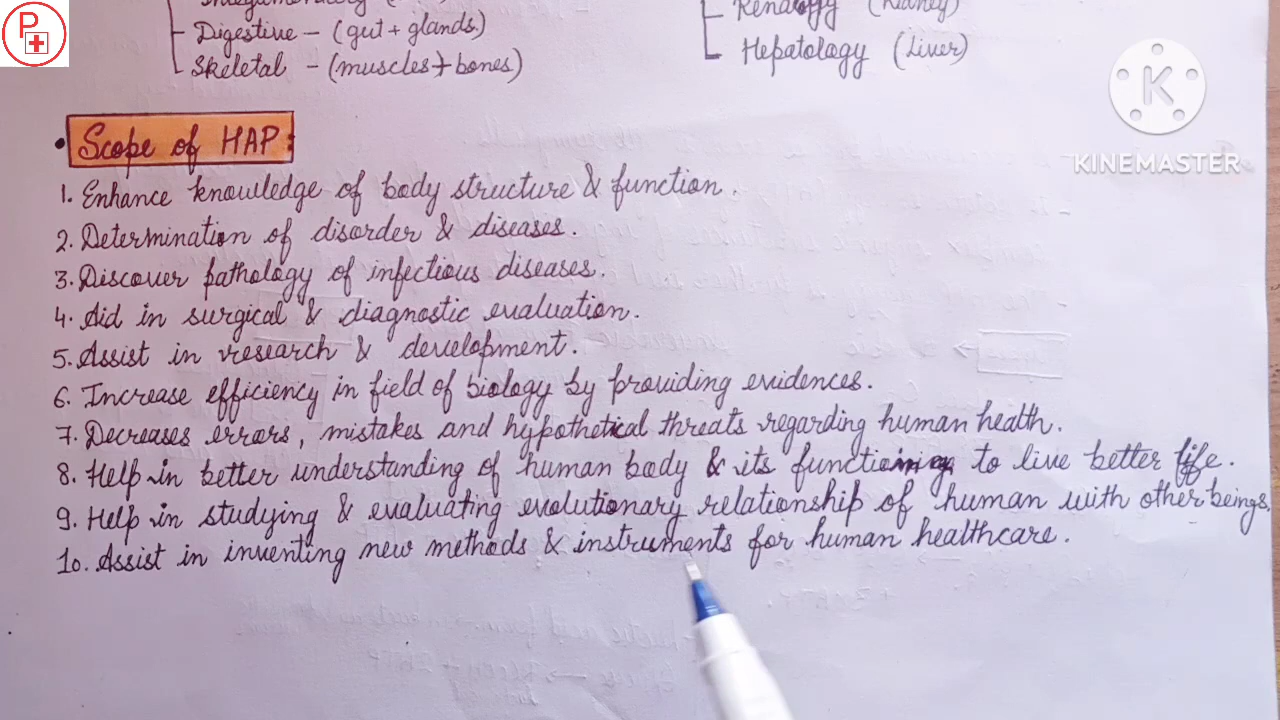 P
Digestive – (gut + glands.)
Skeletal – (muscles + bones)
Renalogy (kidney)
Hepatology (Liver)
K
KINEMASTER
• Scope of HAP:
1. Enhance knowledge of body structure & function.
2. Determination of disorder & diseases.
3. Discover pathology of infectious diseases.
4. Aid in surgical & diagnostic evaluation.
5. Assist in research & development.
6. Increase efficiency in field of biology by providing evidences.
7. Decreases errors, mistakes and hypothetical threats regarding human health.
8. Help in better understanding of human body & its functioning to live better life.
9. Help in studying & evaluating evolutionary relationship of human with other beings.
10. Assist in inventing new methods & instruments for human healthcare.